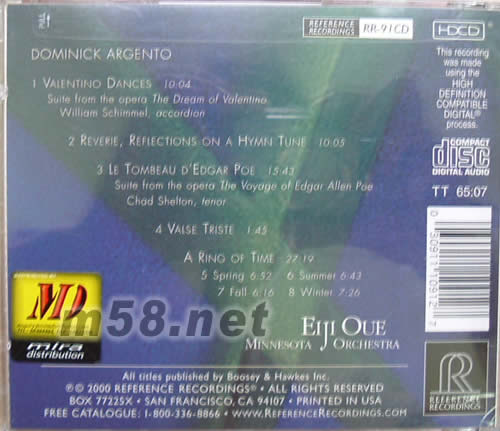 REFERENCE RECORDINGS RR-91CD
HDCD
This recording
was made
using the
HIGH
DEFINITION
COMPATIBLE
DIGITAL®
process.
DOMINICK ARGENTO
1 VALENTINO DANCES 10:04
Suite from the opera The Dream of Valentino
William Schimmel, accordion
2 REVERIE, REFLECTIONS ON A HYMN TUNE 10:05
3 LE TOMBEAU D'EDGAR POE 15:43
Suite from the opera The Voyage of Edgar Allen Poe
Chad Shelton, tenor
4 VALSE TRISTE 1:45
A RING OF TIME 27:19
5 Spring 6:52 6 Summer 6:43
7 Fall 6:16 8 Winter 7:26
COMPACT
disc
DIGITAL AUDIO
TT 65:07
DISTRIBUTED BY
MD
mira
distribution
m58.net
EIJI OUE
MINNESOTA ORCHESTRA
R
REFERENCE
RECORDINGS
All titles published by Boosey & Hawkes Inc.
℗ © 2000 REFERENCE RECORDINGS® • ALL RIGHTS RESERVED
BOX 77225X • SAN FRANCISCO, CA 94107 • PRINTED IN USA
FREE CATALOGUE: 1-800-336-8866 • WWW.REFERENCERECORDINGS.COM